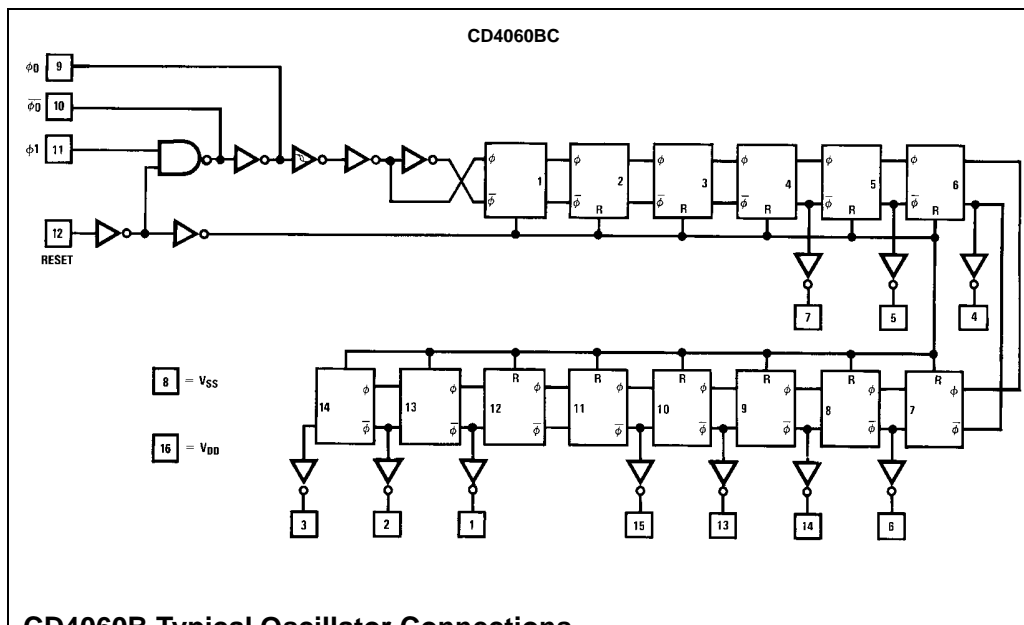 CD4060BC
ϕ0 9
ϕ̅0̅ 10
ϕ1 11
12
RESET
ϕ ϕ̅ 1
ϕ ϕ̅ 2 R
ϕ ϕ̅ 3 R
ϕ ϕ̅ 4 R
ϕ ϕ̅ 5 R
ϕ ϕ̅ 6 R
7 5 4
8 = VSS
16 = VDD
14 ϕ ϕ̅
13 ϕ ϕ̅
12 R ϕ ϕ̅
11 R ϕ ϕ̅
10 R ϕ ϕ̅
9 R ϕ ϕ̅
8 R ϕ ϕ̅
7 R ϕ ϕ̅
3 2 1 15 13 14 6
CD4060B Typical Oscillator Connections